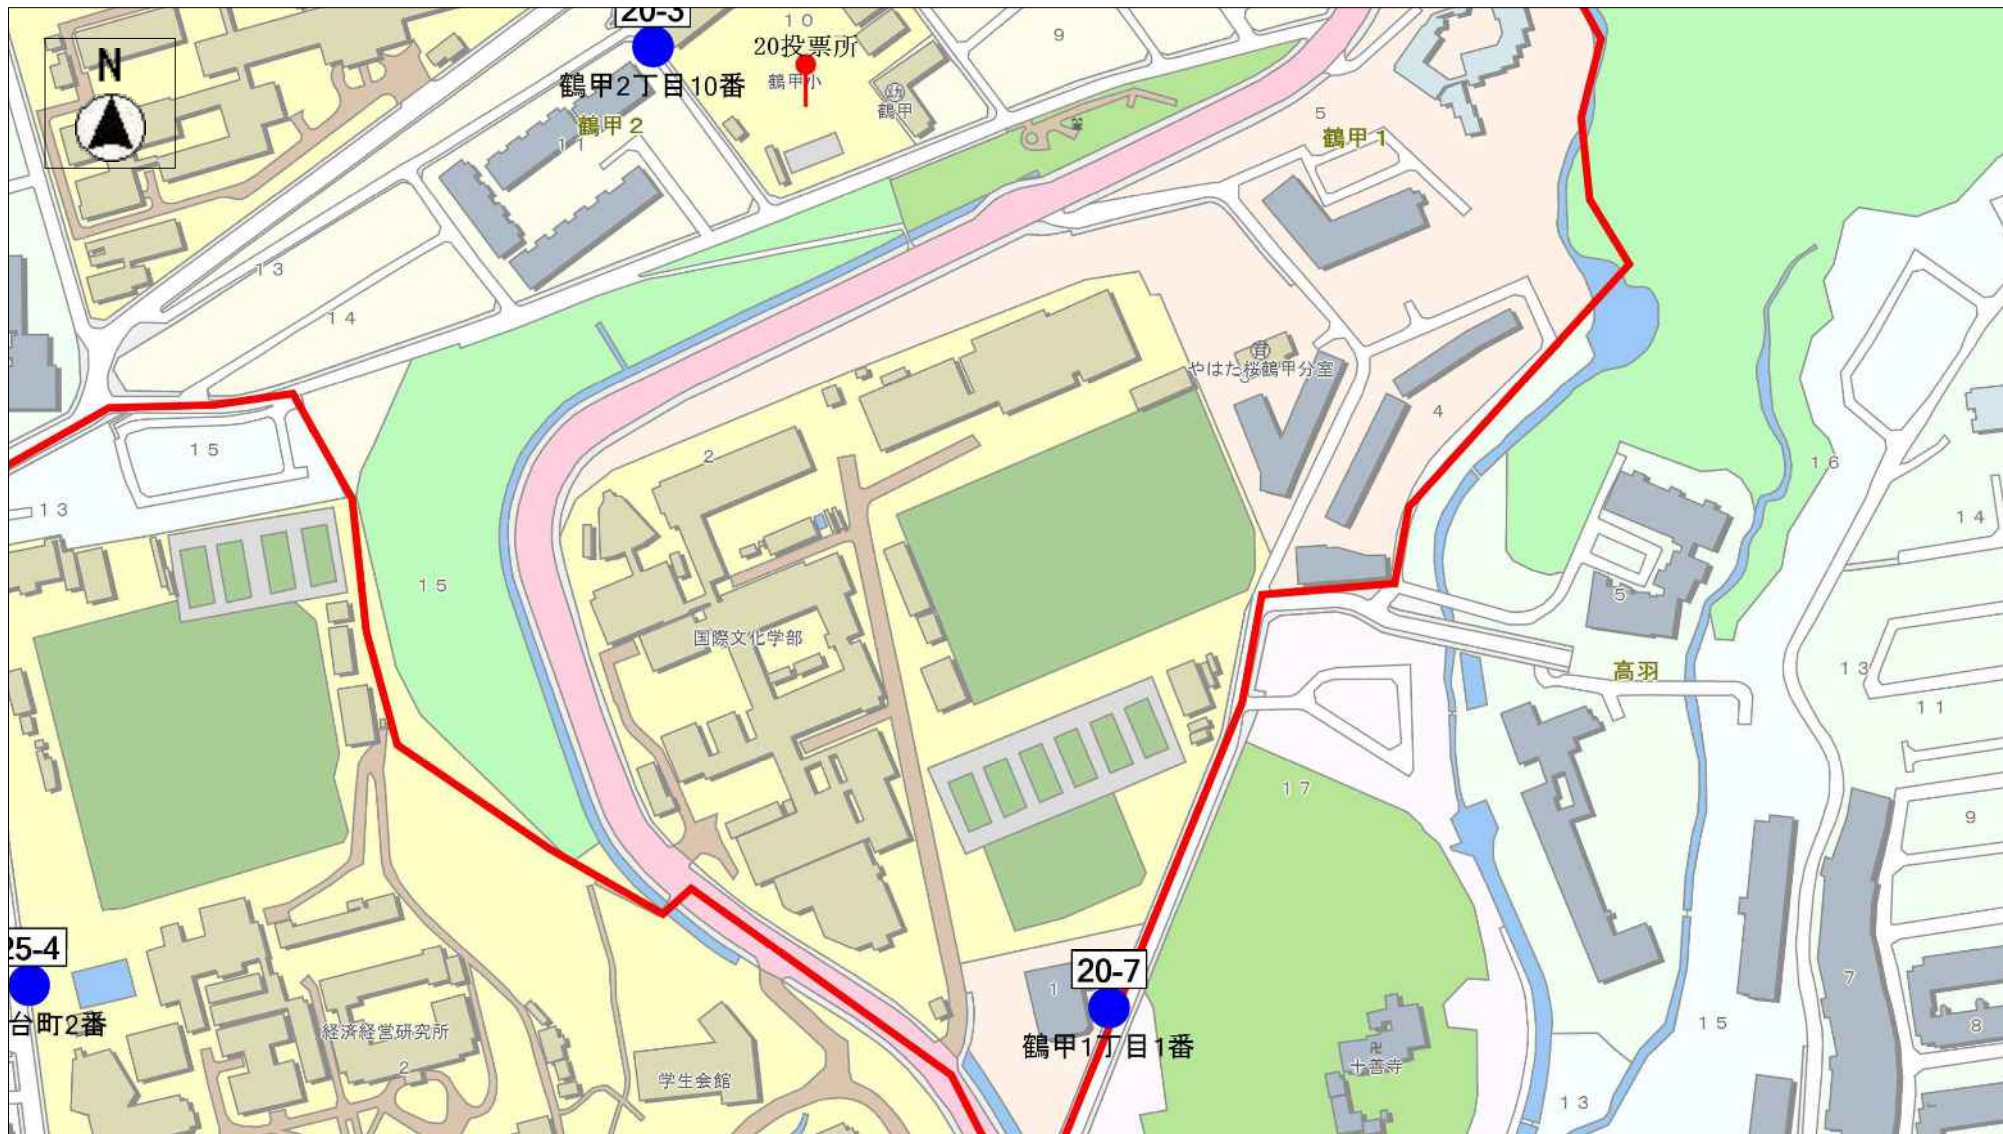 20-3
10
20投票所
9
N
鶴甲2丁目10番
鶴甲小
鶴甲
鶴甲2
11
5
鶴甲1
13
14
やはた桜鶴甲分室
4
15
2
16
13
14
15
5
国際文化学部
高羽
13
11
17
9
25-4
20-7
7
1
台町2番
経済経営研究所
2
鶴甲1丁目1番
15
8
学生会館
十善寺
13